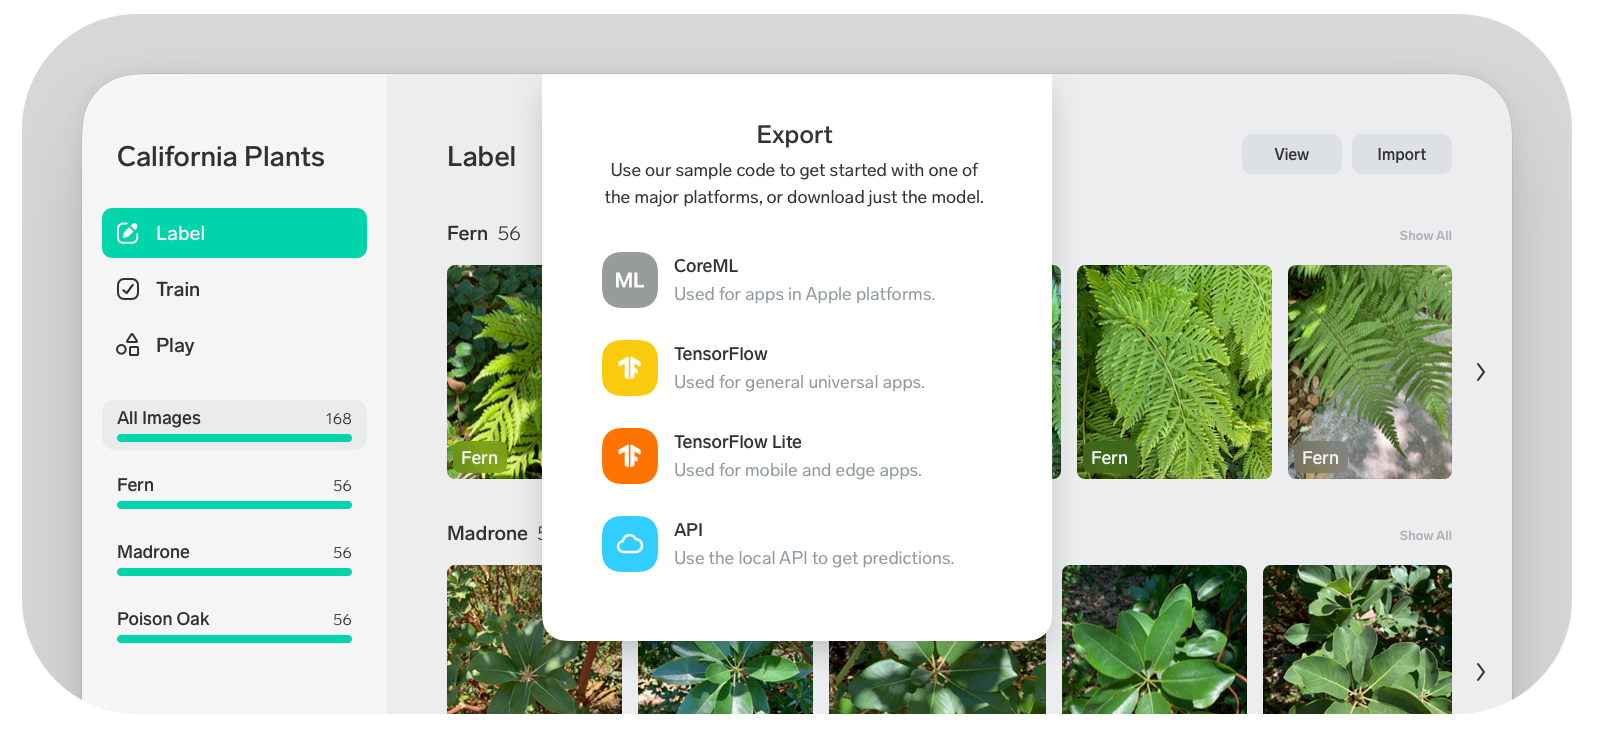 California Plants
Label
Train
Play
All Images 168
Fern 56
Madrone 56
Poison Oak 56
Label
View
Import
Fern 56
Show All
Fern
Fern
Fern
Madrone
Show All
Export
Use our sample code to get started with one of
the major platforms, or download just the model.
ML
CoreML
Used for apps in Apple platforms.
TensorFlow
Used for general universal apps.
TensorFlow Lite
Used for mobile and edge apps.
API
Use the local API to get predictions.